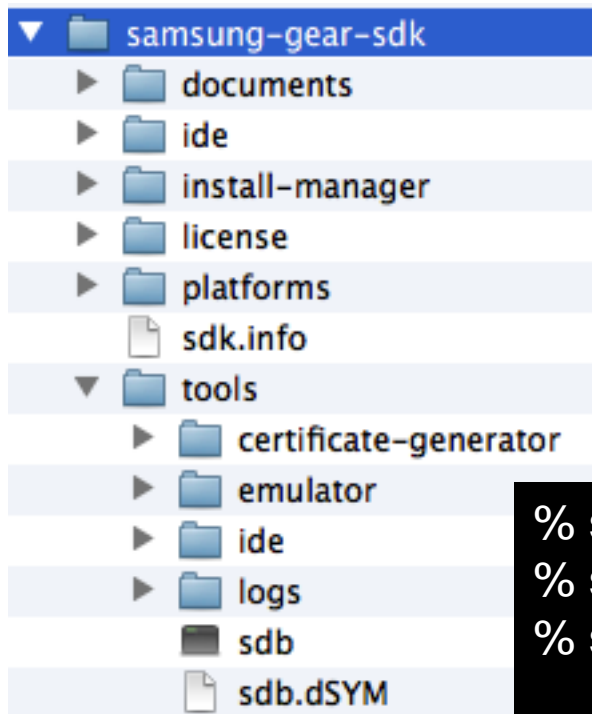 samsung-gear-sdk
documents
ide
install-manager
license
platforms
sdk.info
tools
certificate-generator
emulator
ide
logs
sdb
sdb.dSYM
% s
% s
% s